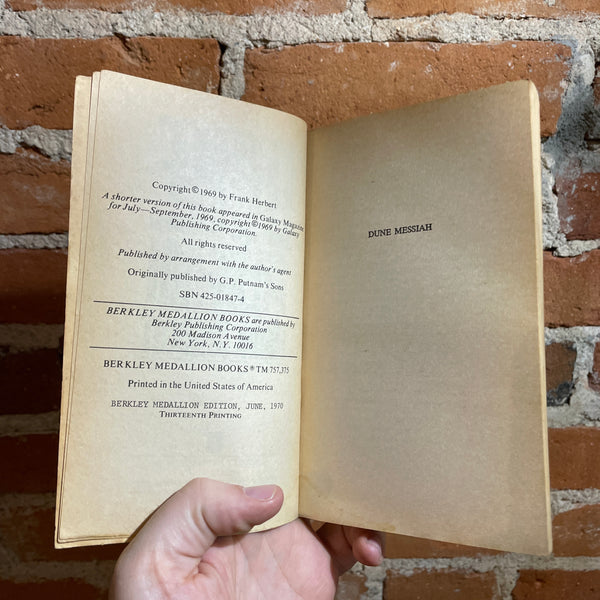 Copyright © 1969 by Frank Herbert
A shorter version of this book appeared in Galaxy Magazine
for July—September, 1969, copyright © 1969 by Galaxy
Publishing Corporation.
All rights reserved
Published by arrangement with the author's agent
Originally published by G.P. Putnam's Sons
SBN 425-01847-4
BERKLEY MEDALLION BOOKS are published by
Berkley Publishing Corporation
200 Madison Avenue
New York, N.Y. 10016
BERKLEY MEDALLION BOOKS ® TM 757,375
Printed in the United States of America
BERKLEY MEDALLION EDITION, JUNE, 1970
THIRTEENTH PRINTING
DUNE MESSIAH